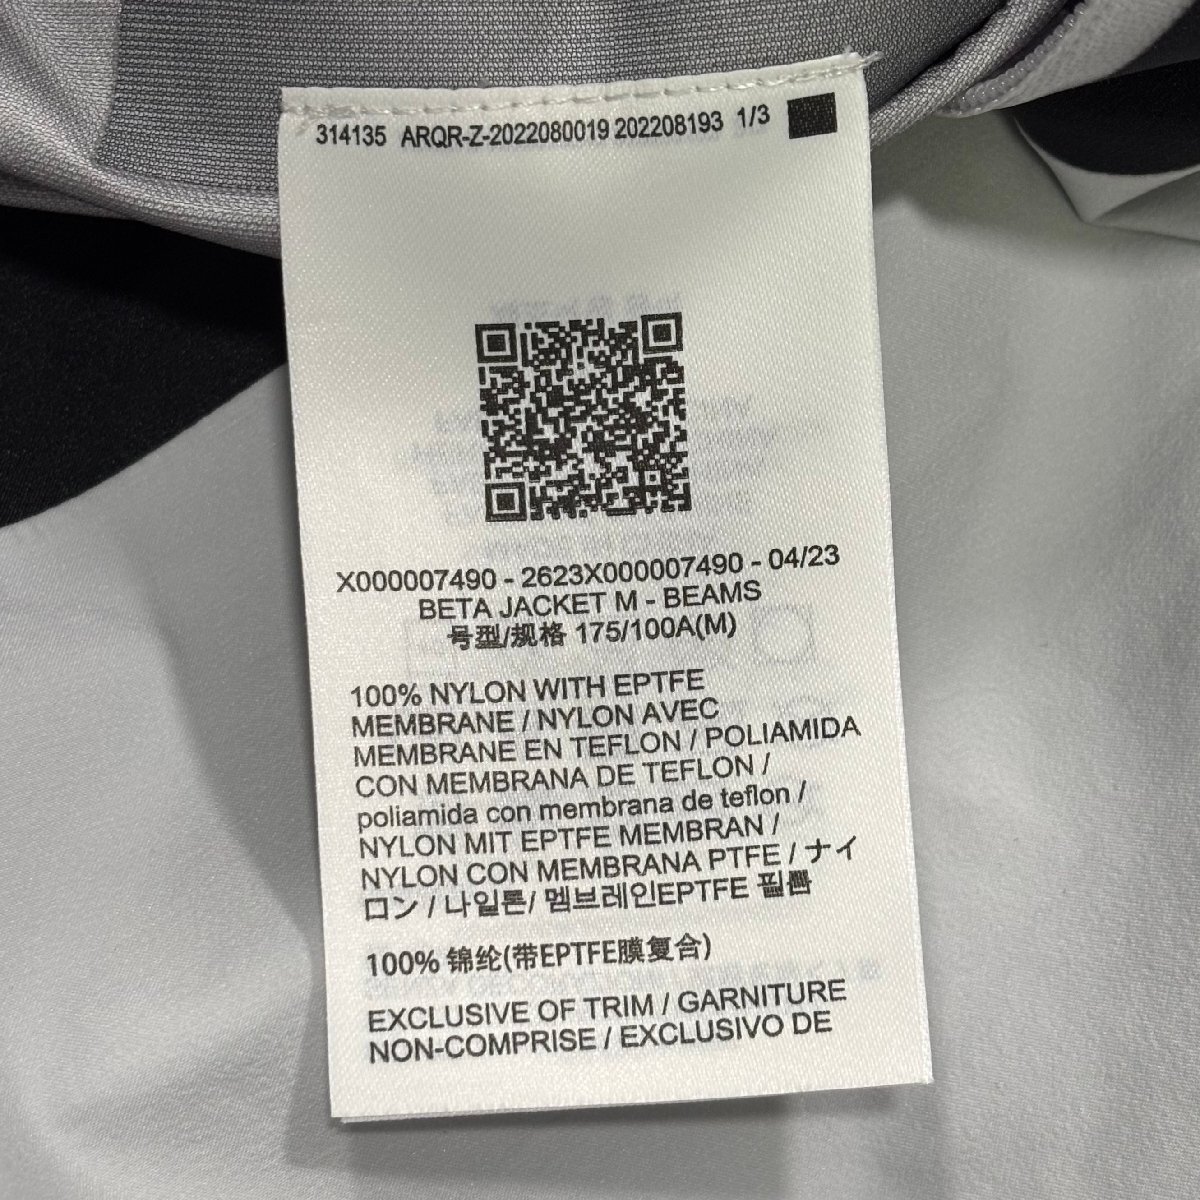 314135 ARQR-Z-2022080019 202208193 1/3
X000007490 - 2623X000007490 - 04/23
BETA JACKET M - BEAMS
号型/规格 175/100A(M)
100% NYLON WITH EPTFE
MEMBRANE / NYLON AVEC
MEMBRANE EN TEFLON / POLIAMIDA
CON MEMBRANA DE TEFLON /
poliamida con membrana de teflon /
NYLON MIT EPTFE MEMBRAN /
NYLON CON MEMBRANA PTFE / ナイ
ロン / 나일론/ 멤브레인EPTFE 필름
100% 锦纶(带EPTFE膜复合)
EXCLUSIVE OF TRIM / GARNITURE
NON-COMPRISE / EXCLUSIVO DE